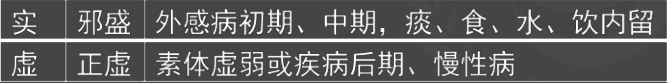 实 邪盛 外感病初期、中期，痰、食、水、饮内留
虚 正虚 素体虚弱或疾病后期、慢性病